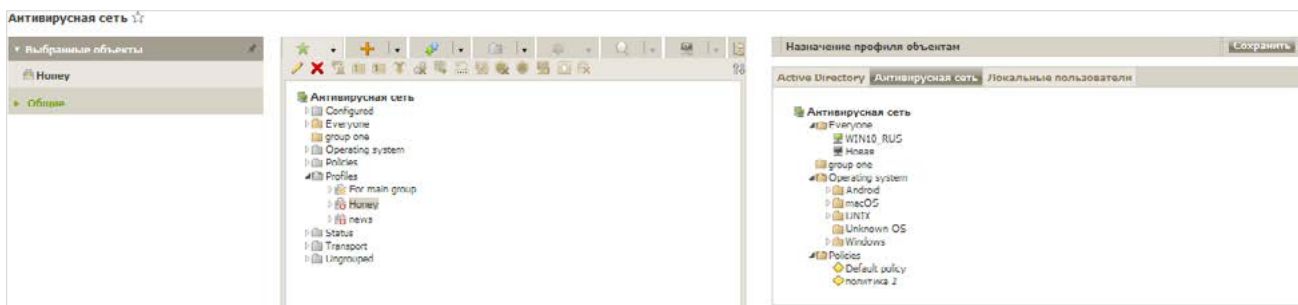 Антивирусная сеть
Выбранные объекты
Honey
Общие
Антивирусная сеть
Configured
Everyone
group one
Operating system
Policies
Profiles
For main group
Honey
news
Status
Transport
Ungrouped
Назначение профиля объектам
Сохранить
Active Directory Антивирусная сеть Локальные пользователи
Антивирусная сеть
Everyone
WIN10_RUS
Новая
group one
Operating system
Android
macOS
LINUX
Unknown OS
Windows
Policies
Default policy
политика 2